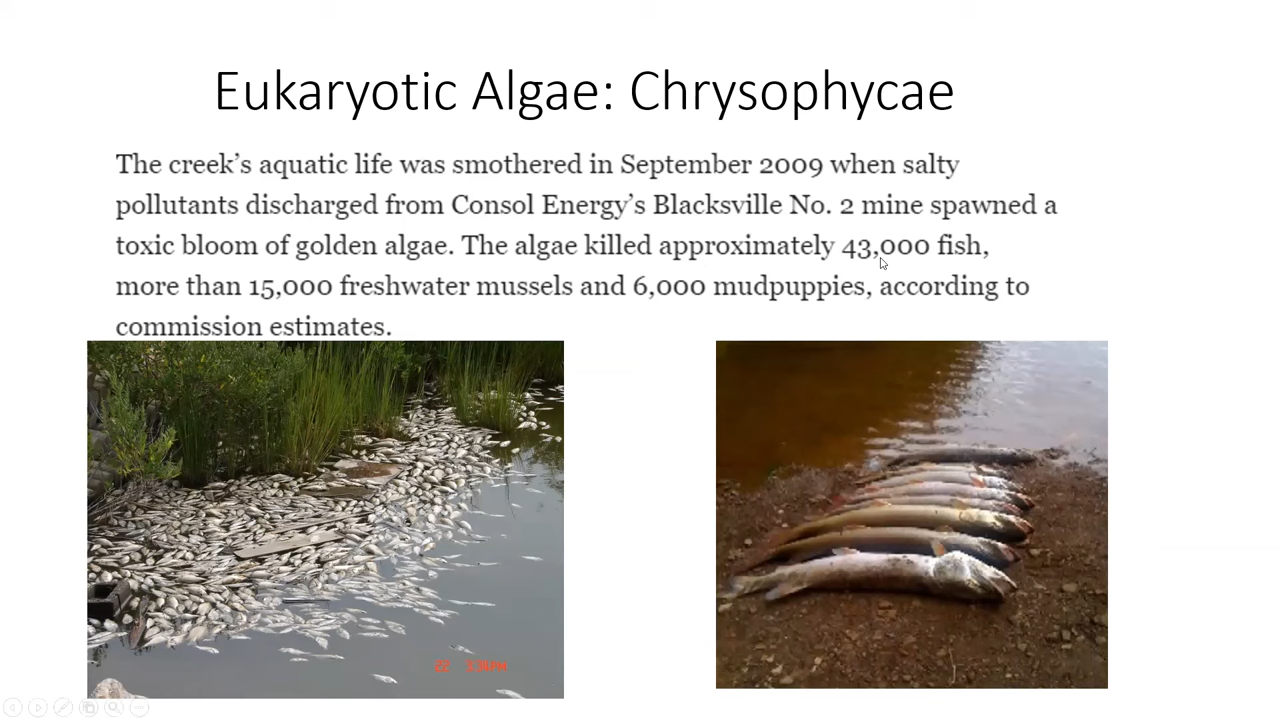 Eukaryotic Algae: Chrysophycae
The creek’s aquatic life was smothered in September 2009 when salty
pollutants discharged from Consol Energy’s Blacksville No. 2 mine spawned a
toxic bloom of golden algae. The algae killed approximately 43,000 fish,
more than 15,000 freshwater mussels and 6,000 mudpuppies, according to
commission estimates.